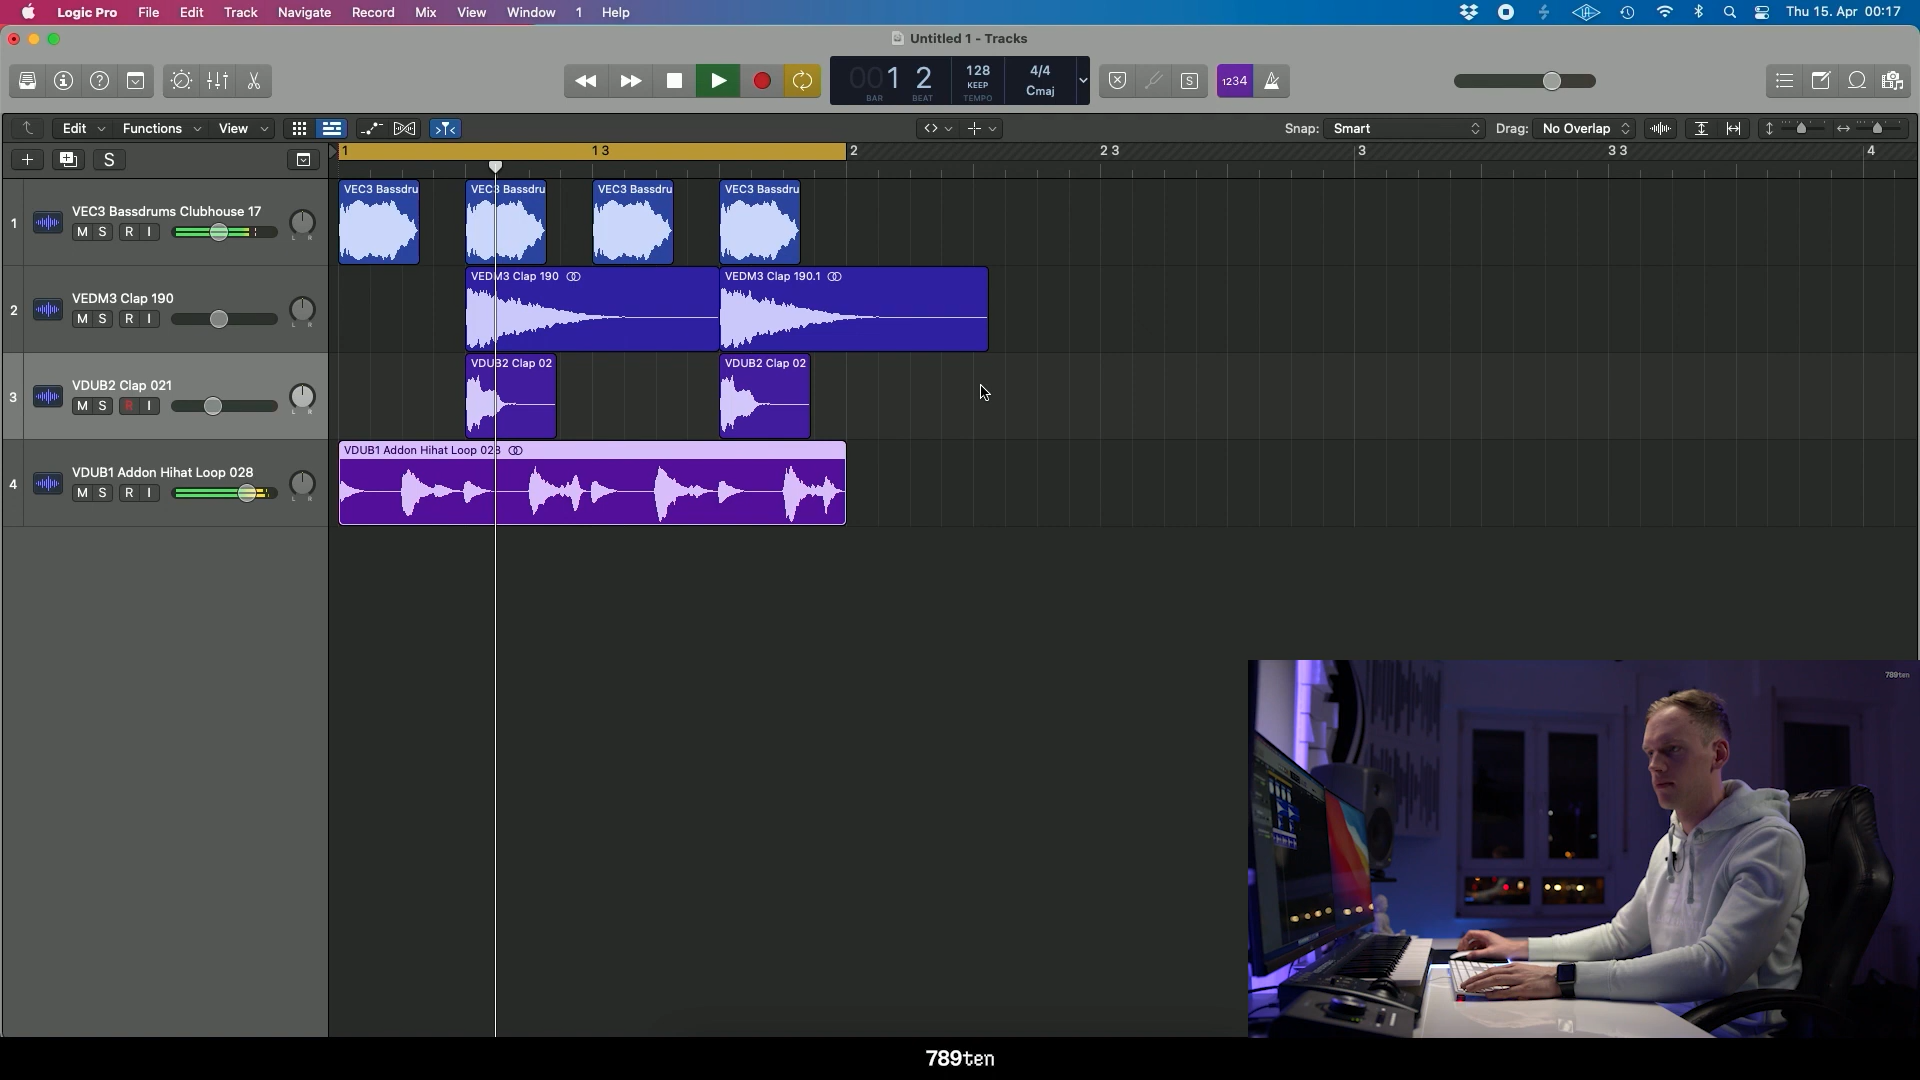 Logic Pro File Edit Track Navigate Record Mix View Window 1 Help Thu 15. Apr 00:17
Untitled 1 - Tracks
001 2 128 KEEP 4/4 Cmaj
BAR BEAT TEMPO
S 1234
Edit Functions View Snap: Smart Drag: No Overlap
S 1 1 3 2 2 3 3 3 3 4
1 VEC3 Bassdrums Clubhouse 17
M S R I L R
VEC3 Bassdru VEC3 Bassdru VEC3 Bassdru VEC3 Bassdru
2 VEDM3 Clap 190
M S R I L R
VEDM3 Clap 190 VEDM3 Clap 190.1
3 VDUB2 Clap 021
M S R I L R
VDUB2 Clap 02 VDUB2 Clap 02
4 VDUB1 Addon Hihat Loop 028
M S R I L R
VDUB1 Addon Hihat Loop 028
789ten
ELITE
789ten